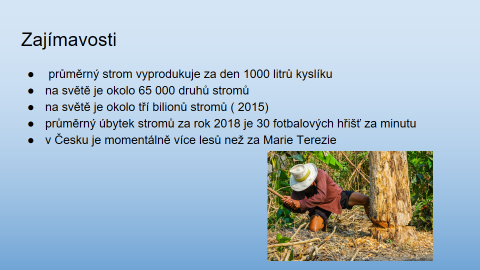 Zajímavosti
● průměrný strom vyprodukuje za den 1000 litrů kyslíku
● na světě je okolo 65 000 druhů stromů
● na světě je okolo tří bilionů stromů ( 2015)
● průměrný úbytek stromů za rok 2018 je 30 fotbalových hřišť za minutu
● v Česku je momentálně více lesů než za Marie Terezie